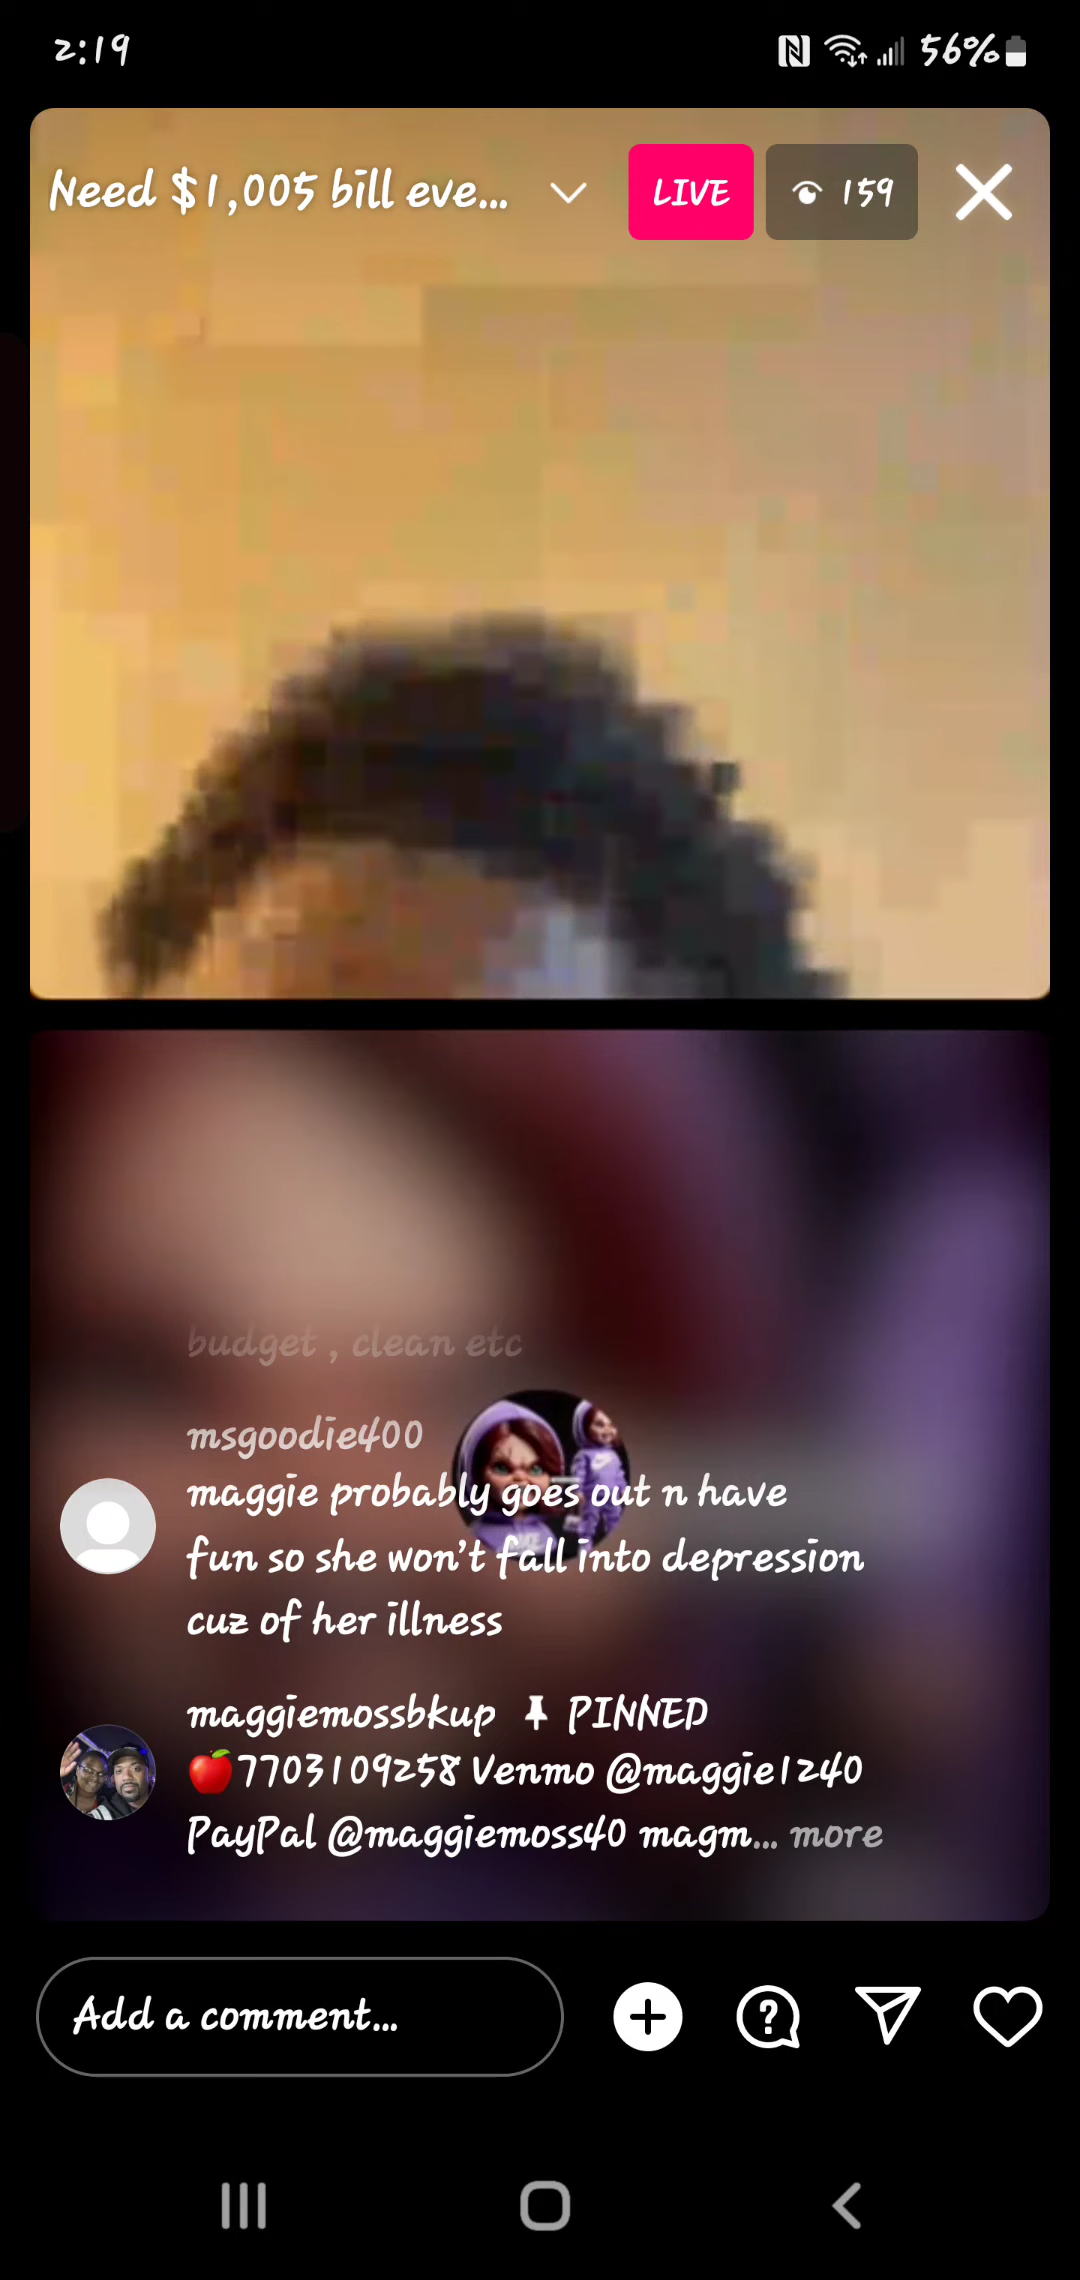 2:19
56%
Need $1,005 bill eve...
LIVE
159
budget , clean etc
msgoodie400
maggie probably goes out n have
fun so she won't fall into depression
cuz of her illness
maggiemossbkup PINNED
🍎7703109258 Venmo @maggie1240
PayPal @maggiemoss40 magm... more
Add a comment...